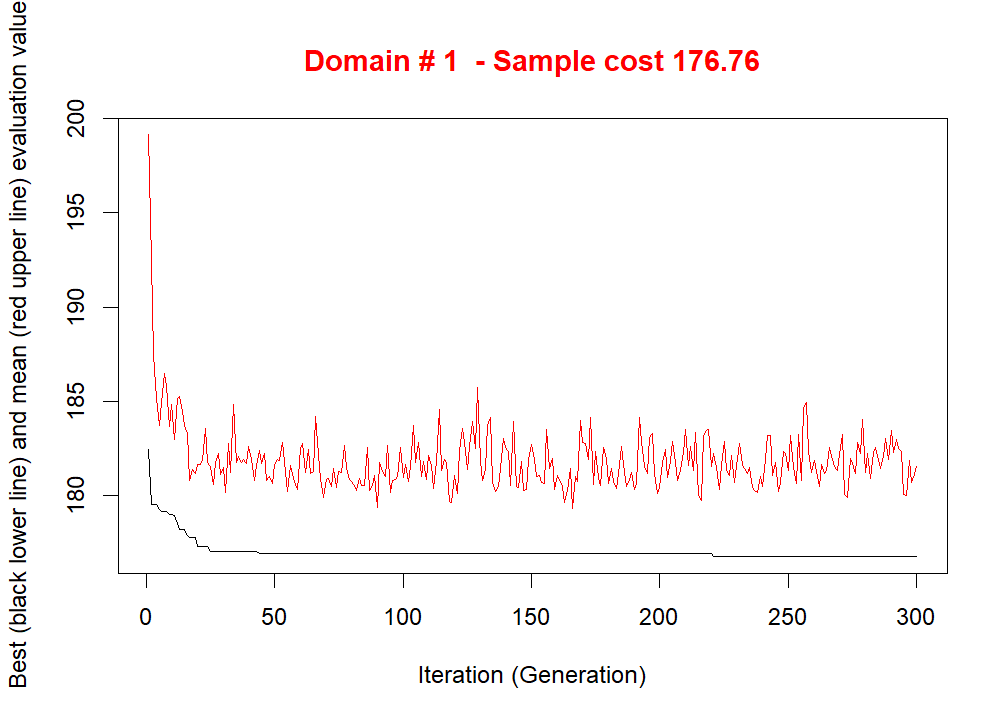 Domain # 1  - Sample cost 176.76
Best (black lower line) and mean (red upper line) evaluation value
200
195
190
185
180
0 50 100 150 200 250 300
Iteration (Generation)